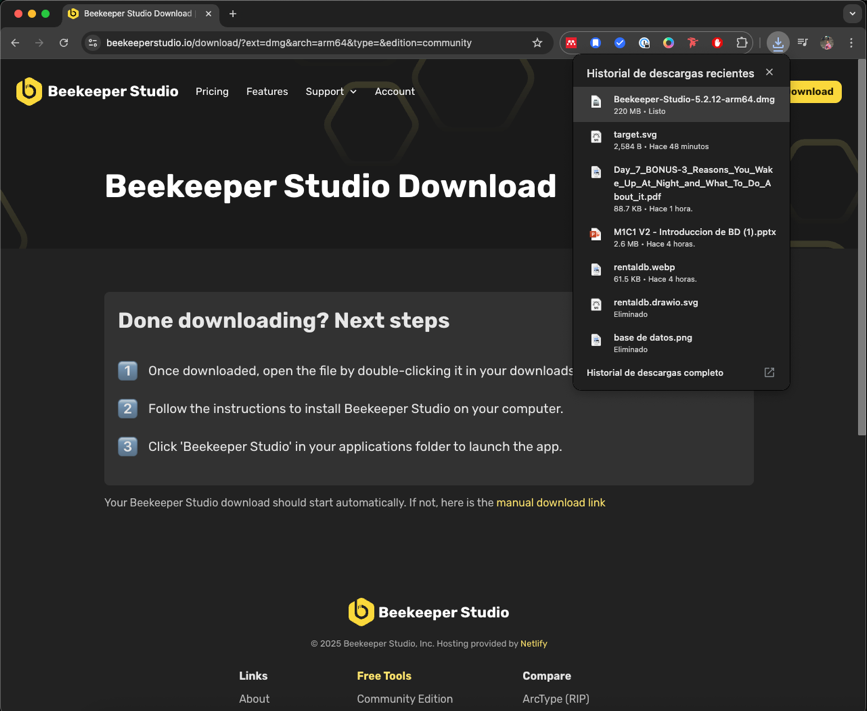 Beekeeper Studio Download
beekeeperstudio.io/download/?ext=dmg&arch=arm64&type=&edition=community
Beekeeper Studio
Pricing
Features
Support
Account
ownload
Beekeeper Studio Download
Historial de descargas recientes
Beekeeper-Studio-5.2.12-arm64.dmg
220 MB • Listo
target.svg
2,584 B • Hace 48 minutos
Day_7_BONUS-3_Reasons_You_Wak
e_Up_At_Night_and_What_To_Do_A
bout_it.pdf
88.7 KB • Hace 1 hora.
M1C1 V2 - Introduccion de BD (1).pptx
2.6 MB • Hace 4 horas.
rentaldb.webp
61.5 KB • Hace 4 horas.
rentaldb.drawio.svg
Eliminado
base de datos.png
Eliminado
Historial de descargas completo
Done downloading? Next steps
1 Once downloaded, open the file by double-clicking it in your downloads
2 Follow the instructions to install Beekeeper Studio on your computer.
3 Click 'Beekeeper Studio' in your applications folder to launch the app.
Your Beekeeper Studio download should start automatically. If not, here is the manual download link
Beekeeper Studio
© 2025 Beekeeper Studio, Inc. Hosting provided by Netlify
Links
About
Free Tools
Community Edition
Compare
ArcType (RIP)